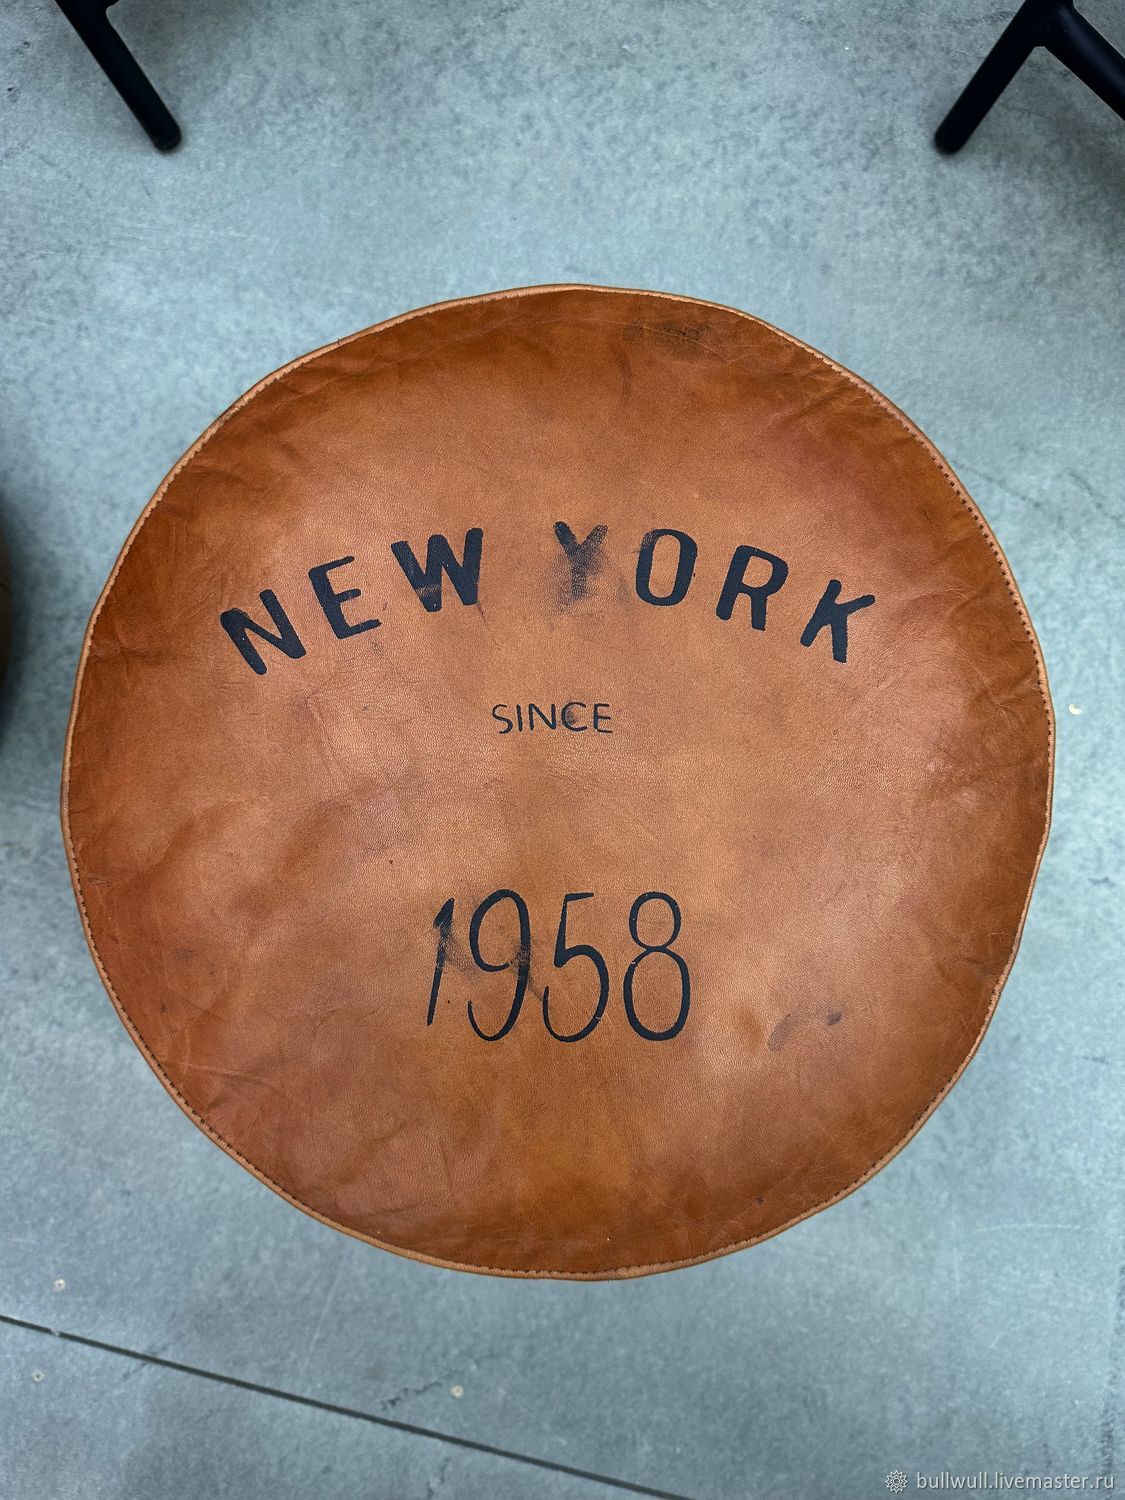 NEW YORK
SINCE
1958
bullwull.livemaster.ru